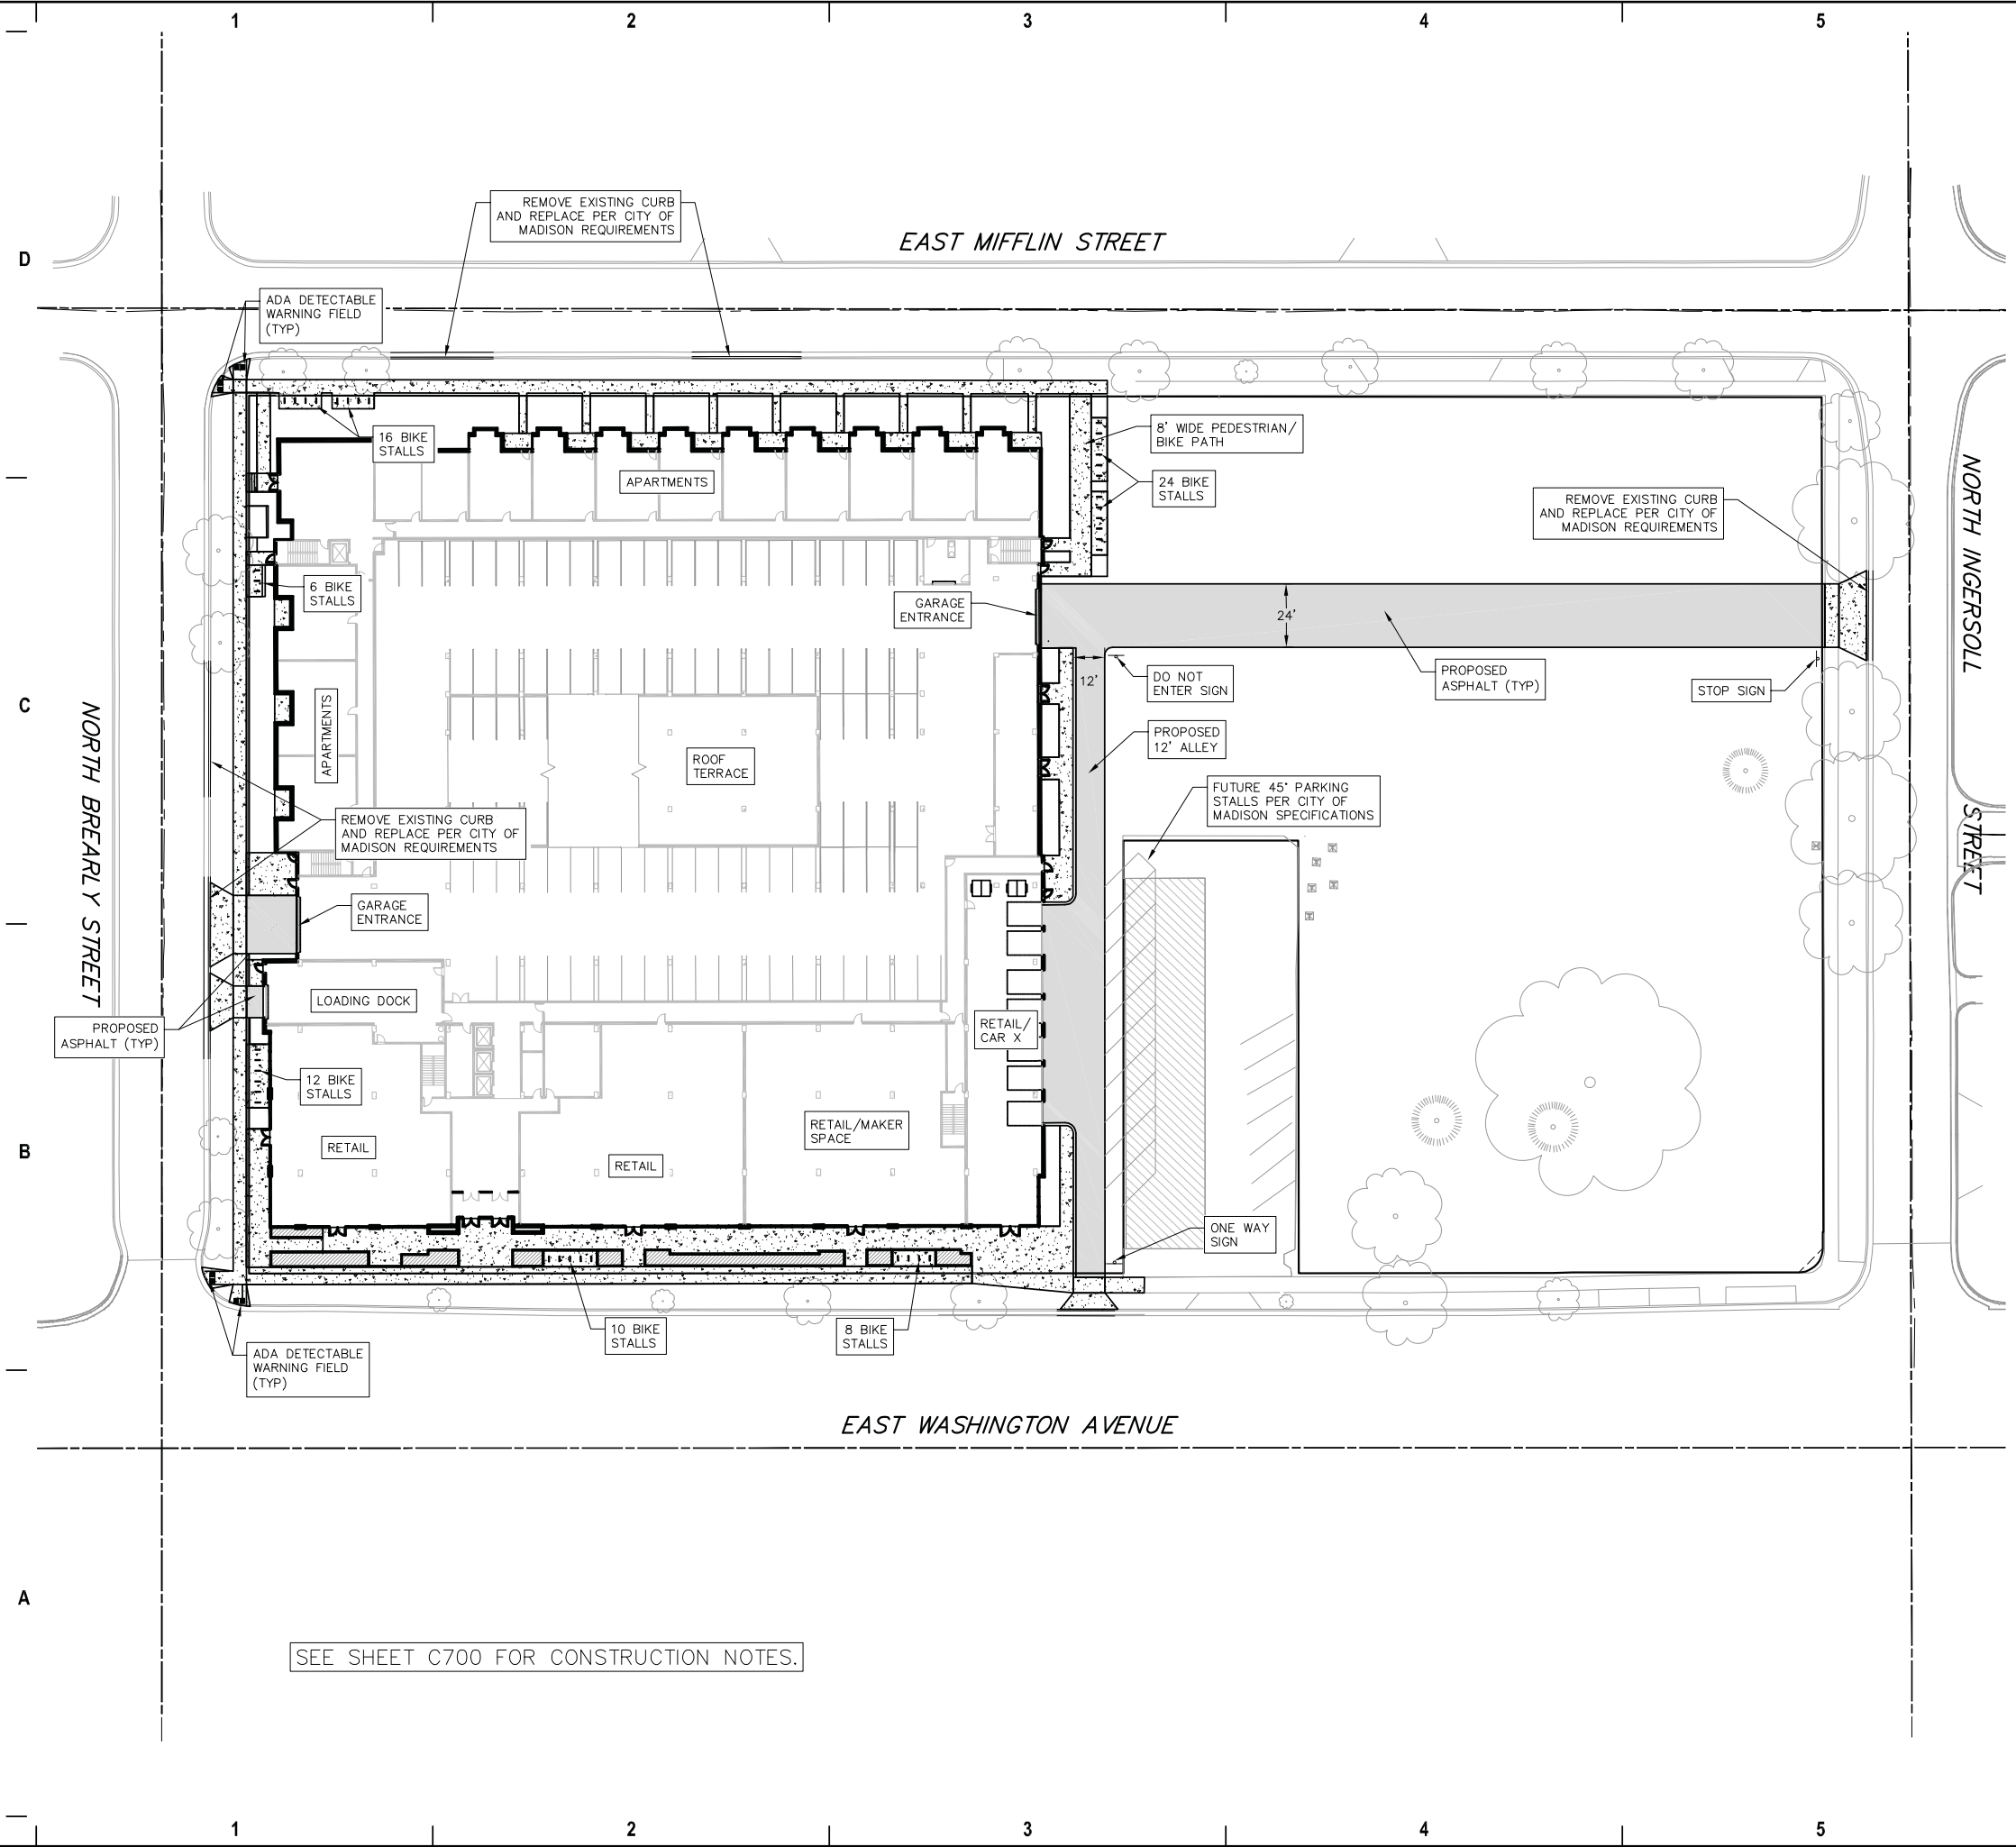 1 2 3 4 5
REMOVE EXISTING CURB
AND REPLACE PER CITY OF
MADISON REQUIREMENTS
EAST MIFFLIN STREET
D
ADA DETECTABLE
WARNING FIELD
(TYP)
16 BIKE
STALLS
8' WIDE PEDESTRIAN/
BIKE PATH
APARTMENTS
24 BIKE
STALLS
REMOVE EXISTING CURB
AND REPLACE PER CITY OF
MADISON REQUIREMENTS
NORTH INGERSOLL
STREET
6 BIKE
STALLS
GARAGE
ENTRANCE
24'
12'
DO NOT
ENTER SIGN
PROPOSED
ASPHALT (TYP)
STOP SIGN
C
NORTH BREARLY STREET
APARTMENTS
ROOF
TERRACE
PROPOSED
12' ALLEY
FUTURE 45° PARKING
STALLS PER CITY OF
MADISON SPECIFICATIONS
REMOVE EXISTING CURB
AND REPLACE PER CITY OF
MADISON REQUIREMENTS
GARAGE
ENTRANCE
LOADING DOCK
RETAIL/
CAR X
PROPOSED
ASPHALT (TYP)
12 BIKE
STALLS
B
RETAIL
RETAIL
RETAIL/MAKER
SPACE
ONE WAY
SIGN
10 BIKE
STALLS
8 BIKE
STALLS
ADA DETECTABLE
WARNING FIELD
(TYP)
EAST WASHINGTON AVENUE
A
SEE SHEET C700 FOR CONSTRUCTION NOTES.
1 2 3 4 5